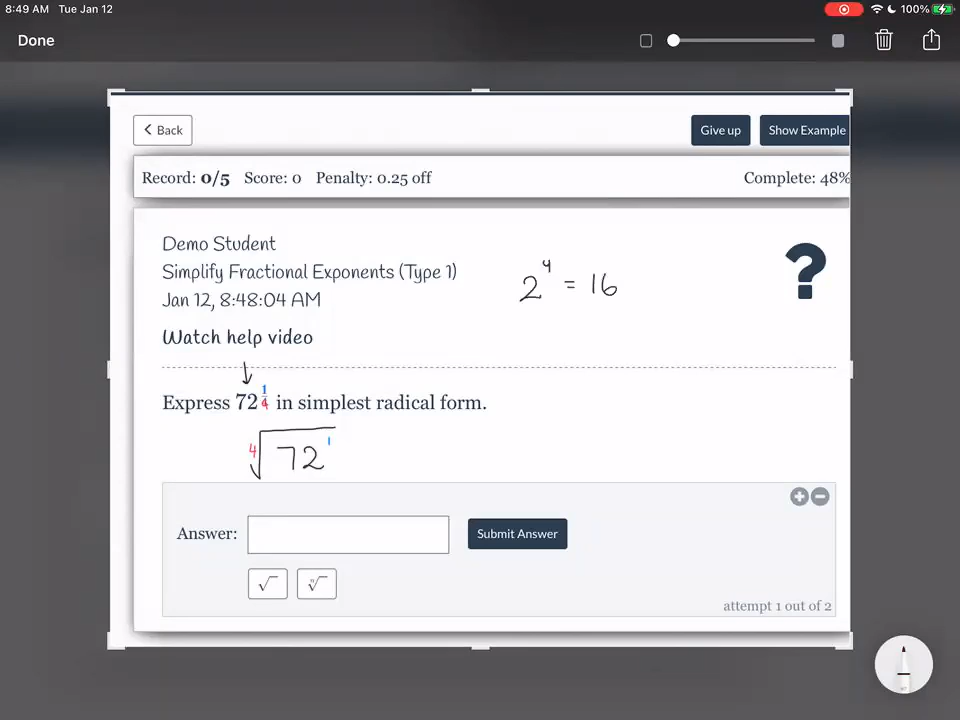 8:49 AM Tue Jan 12
100%
Done
Back
Give up
Show Example
Record: 0/5 Score: 0 Penalty: 0.25 off
Complete: 48%
Demo Student
Simplify Fractional Exponents (Type 1)
Jan 12, 8:48:04 AM
2^4 = 16
?
Watch help video
Express 72^(1/4) in simplest radical form.
⁴√72¹
Answer:
Submit Answer
√
ⁿ√
attempt 1 out of 2